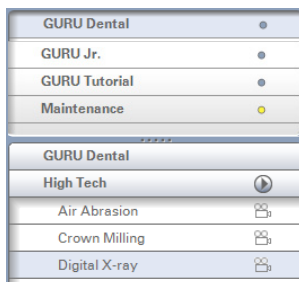 GURU Dental
GURU Jr.
GURU Tutorial
Maintenance
GURU Dental
High Tech
Air Abrasion
Crown Milling
Digital X-ray